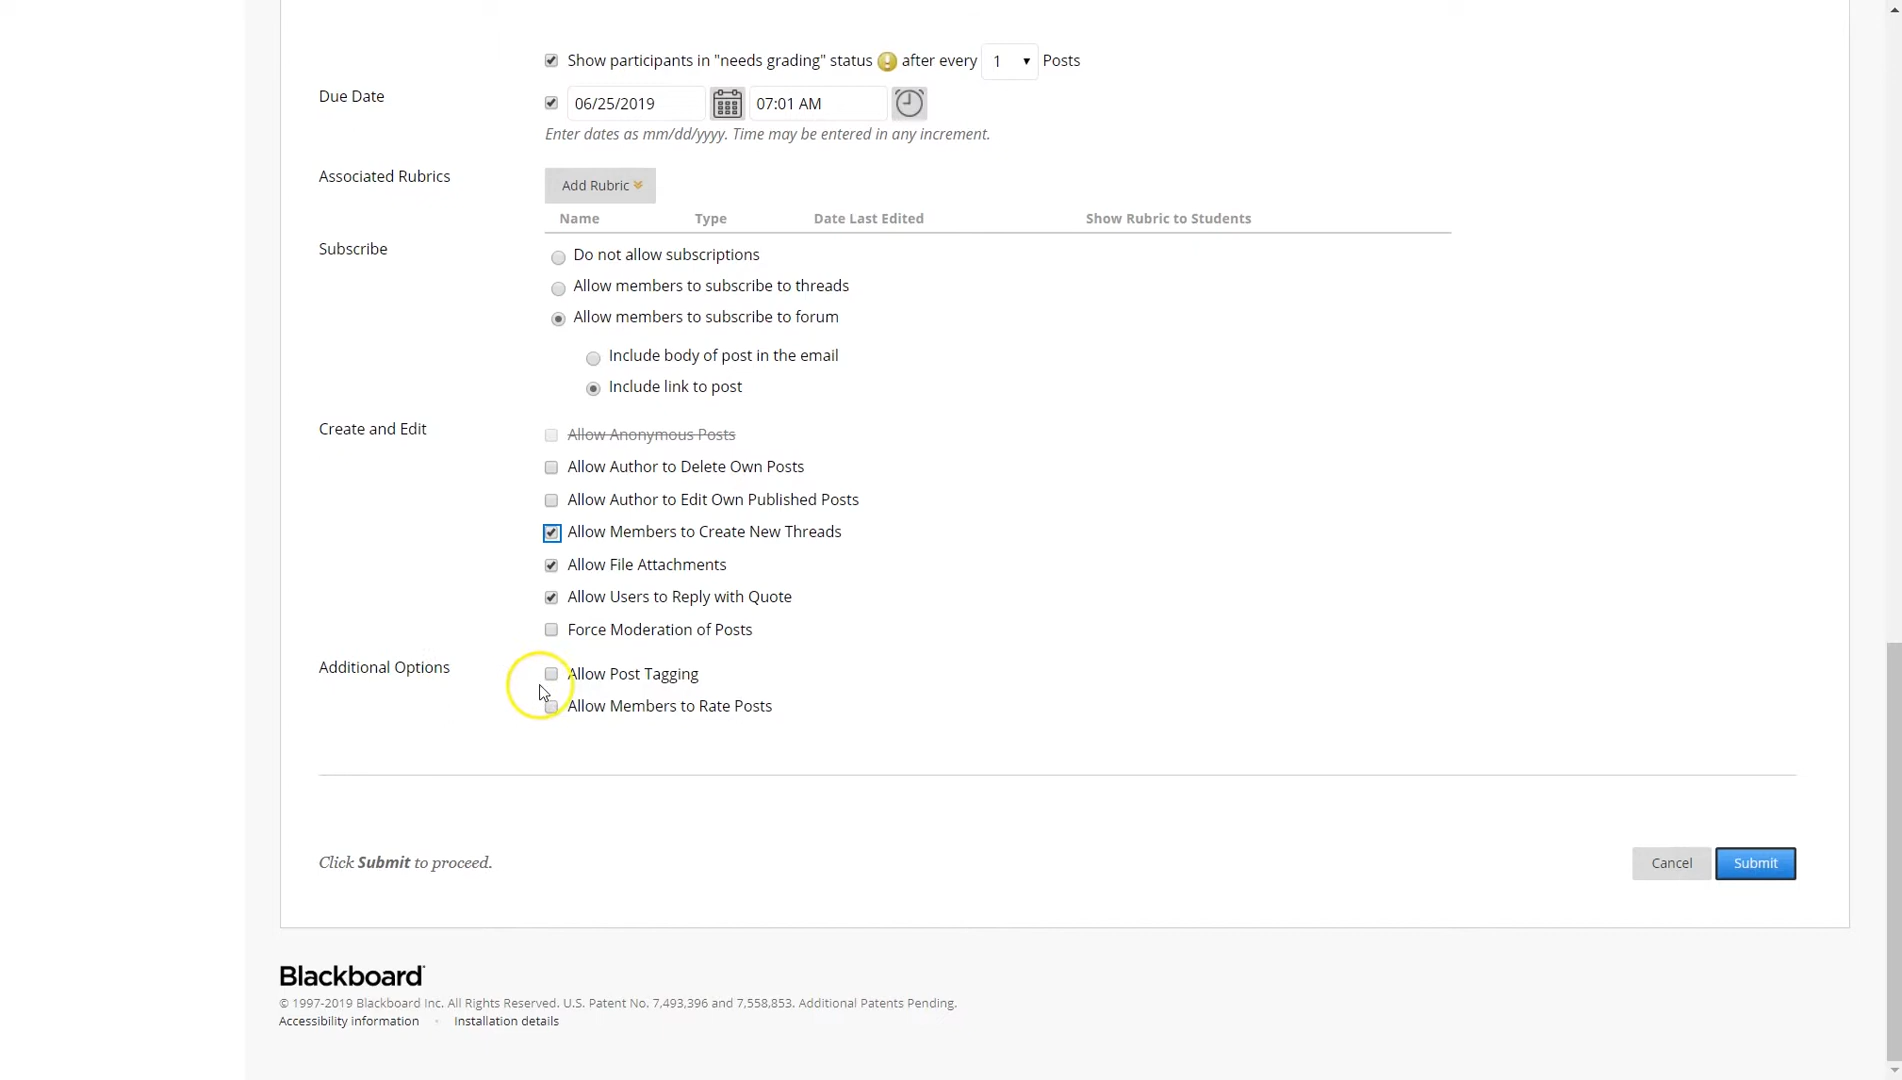 Show participants in "needs grading" status after every 1 Posts
Due Date
06/25/2019 07:01 AM
Enter dates as mm/dd/yyyy. Time may be entered in any increment.
Associated Rubrics
Add Rubric
Name Type Date Last Edited Show Rubric to Students
Subscribe
Do not allow subscriptions
Allow members to subscribe to threads
Allow members to subscribe to forum
Include body of post in the email
Include link to post
Create and Edit
Allow Anonymous Posts
Allow Author to Delete Own Posts
Allow Author to Edit Own Published Posts
Allow Members to Create New Threads
Allow File Attachments
Allow Users to Reply with Quote
Force Moderation of Posts
Additional Options
Allow Post Tagging
Allow Members to Rate Posts
Click Submit to proceed.
Cancel Submit
Blackboard
© 1997-2019 Blackboard Inc. All Rights Reserved. U.S. Patent No. 7,493,396 and 7,558,853. Additional Patents Pending.
Accessibility information • Installation details